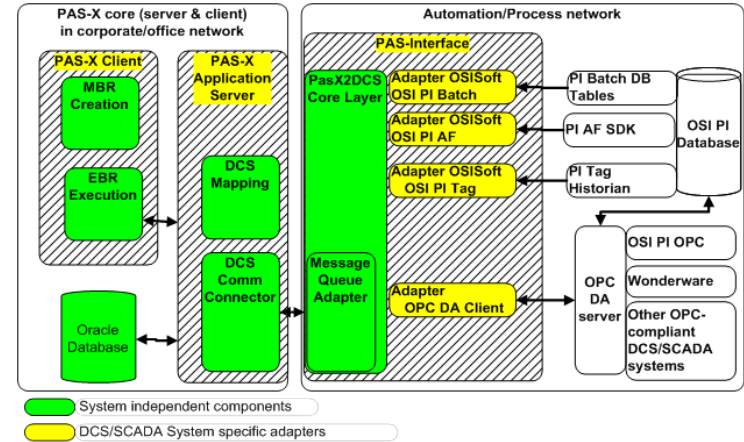 PAS-X core (server & client)
in corporate/office network
Automation/Process network
PAS-X Client
MBR
Creation
EBR
Execution
Oracle
Database
PAS-X
Application
Server
DCS
Mapping
DCS
Comm
Connector
PAS-Interface
PasX2DCS
Core Layer
Message
Queue
Adapter
Adapter OSISoft
OSI PI Batch
Adapter OSISoft
OSI PI AF
Adapter OSISoft
OSI PI Tag
Adapter
OPC DA Client
PI Batch DB
Tables
PI AF SDK
PI Tag
Historian
OSI PI
Database
OPC
DA
server
OSI PI OPC
Wonderware
Other OPC-
compliant
DCS/SCADA
systems
System independent components
DCS/SCADA System specific adapters